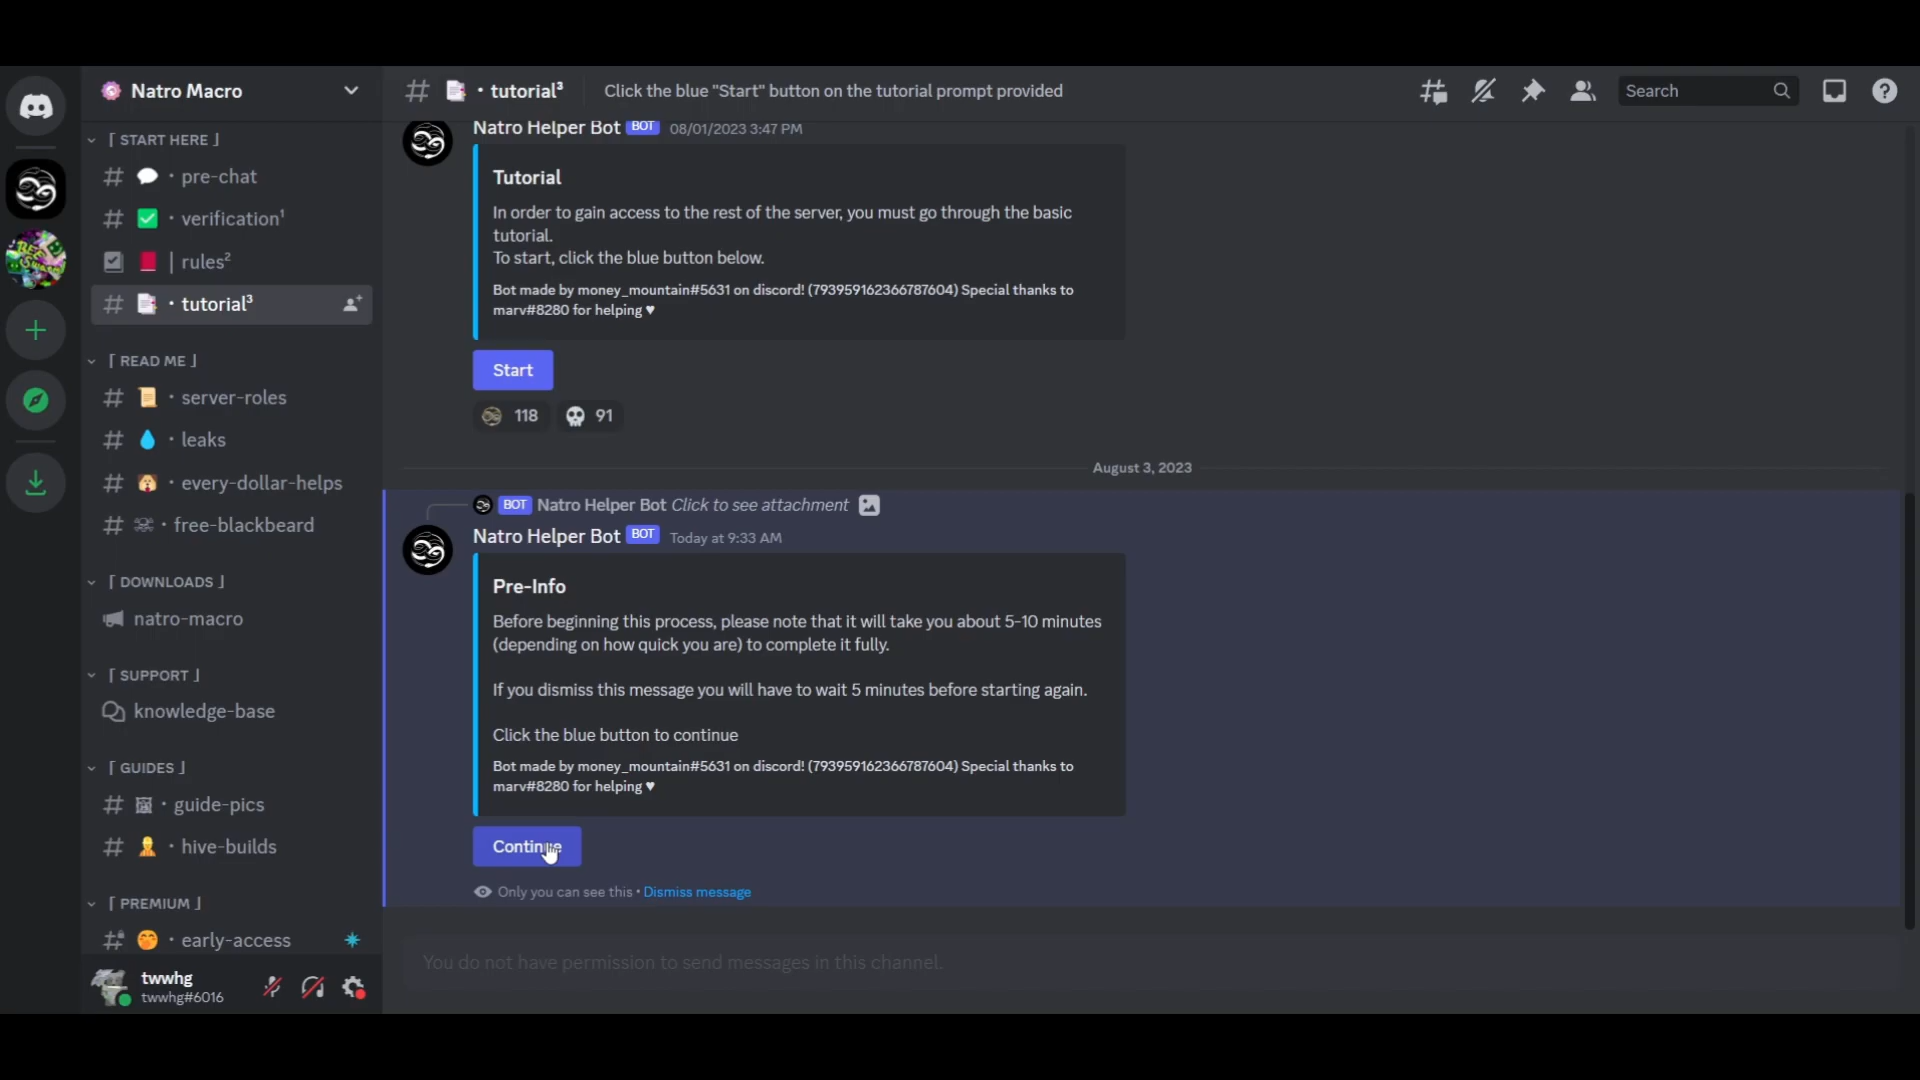 Natro Macro
[ START HERE ]
pre-chat
verification¹
| rules²
tutorial³
[ READ ME ]
server-roles
leaks
every-dollar-helps
free-blackbeard
[ DOWNLOADS ]
natro-macro
[ SUPPORT ]
knowledge-base
[ GUIDES ]
guide-pics
hive-builds
[ PREMIUM ]
early-access
twwhg
twwhg#6016
tutorial³ Click the blue "Start" button on the tutorial prompt provided
Search
Natro Helper Bot BOT 08/01/2023 3:47 PM
Tutorial
In order to gain access to the rest of the server, you must go through the basic
tutorial.
To start, click the blue button below.
Bot made by money_mountain#5631 on discord! (793959162366787604) Special thanks to
marv#8280 for helping ♥
Start
118 91
August 3, 2023
BOT Natro Helper Bot Click to see attachment
Natro Helper Bot BOT Today at 9:33 AM
Pre-Info
Before beginning this process, please note that it will take you about 5-10 minutes
(depending on how quick you are) to complete it fully.
If you dismiss this message you will have to wait 5 minutes before starting again.
Click the blue button to continue
Bot made by money_mountain#5631 on discord! (793959162366787604) Special thanks to
marv#8280 for helping ♥
Continue
Only you can see this • Dismiss message
You do not have permission to send messages in this channel.